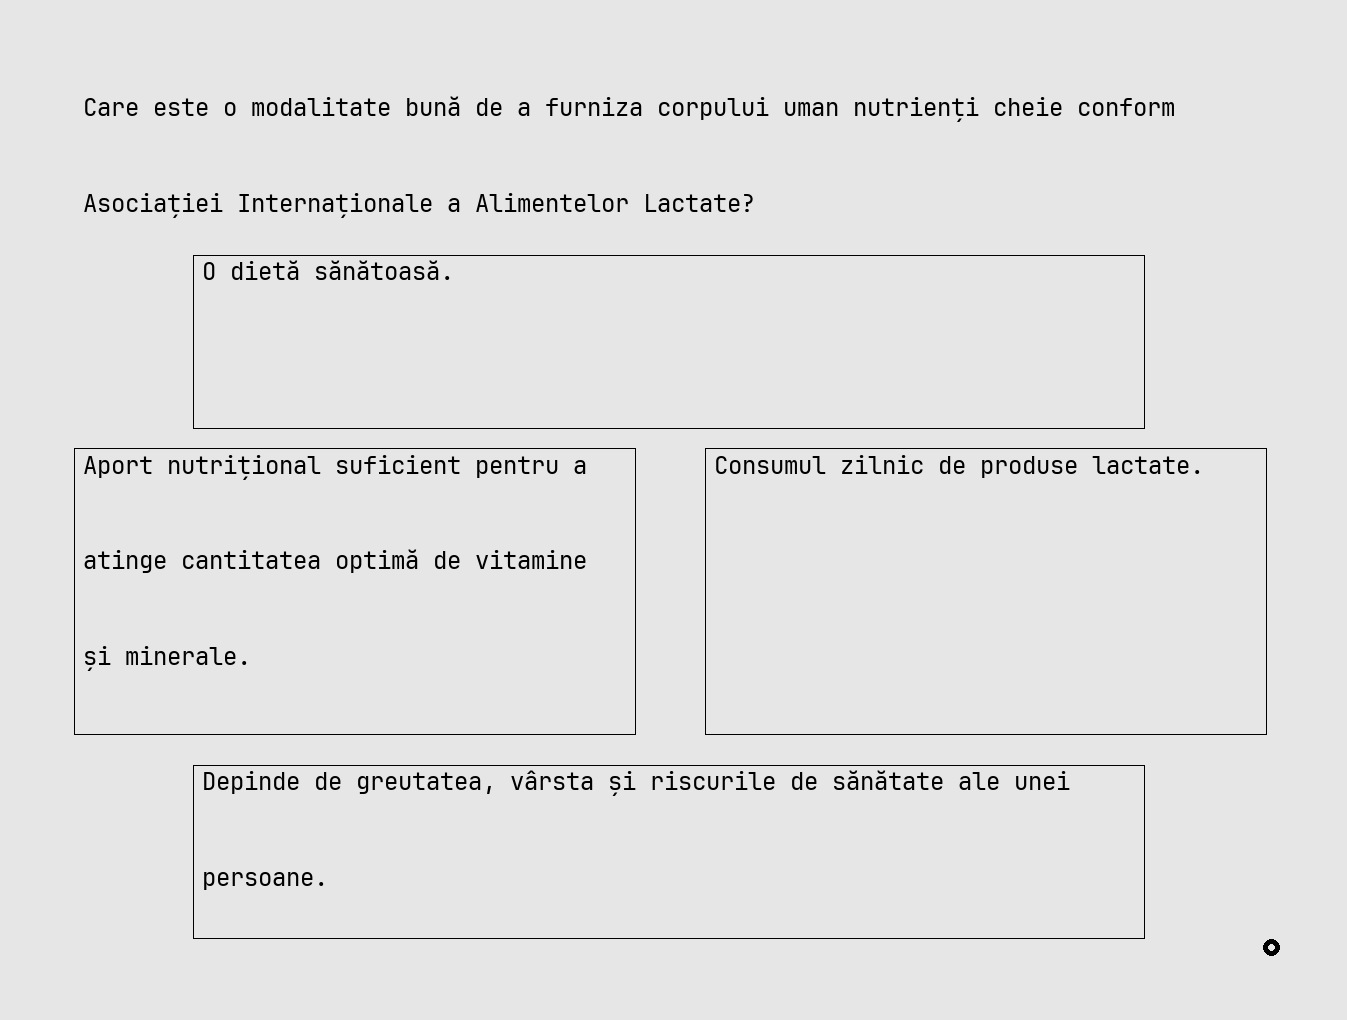 Care este o modalitate bună de a furniza corpului uman nutrienți cheie conform
Asociației Internaționale a Alimentelor Lactate?
O dietă sănătoasă.
Aport nutrițional suficient pentru a
atinge cantitatea optimă de vitamine
și minerale.
Consumul zilnic de produse lactate.
Depinde de greutatea, vârsta și riscurile de sănătate ale unei
persoane.